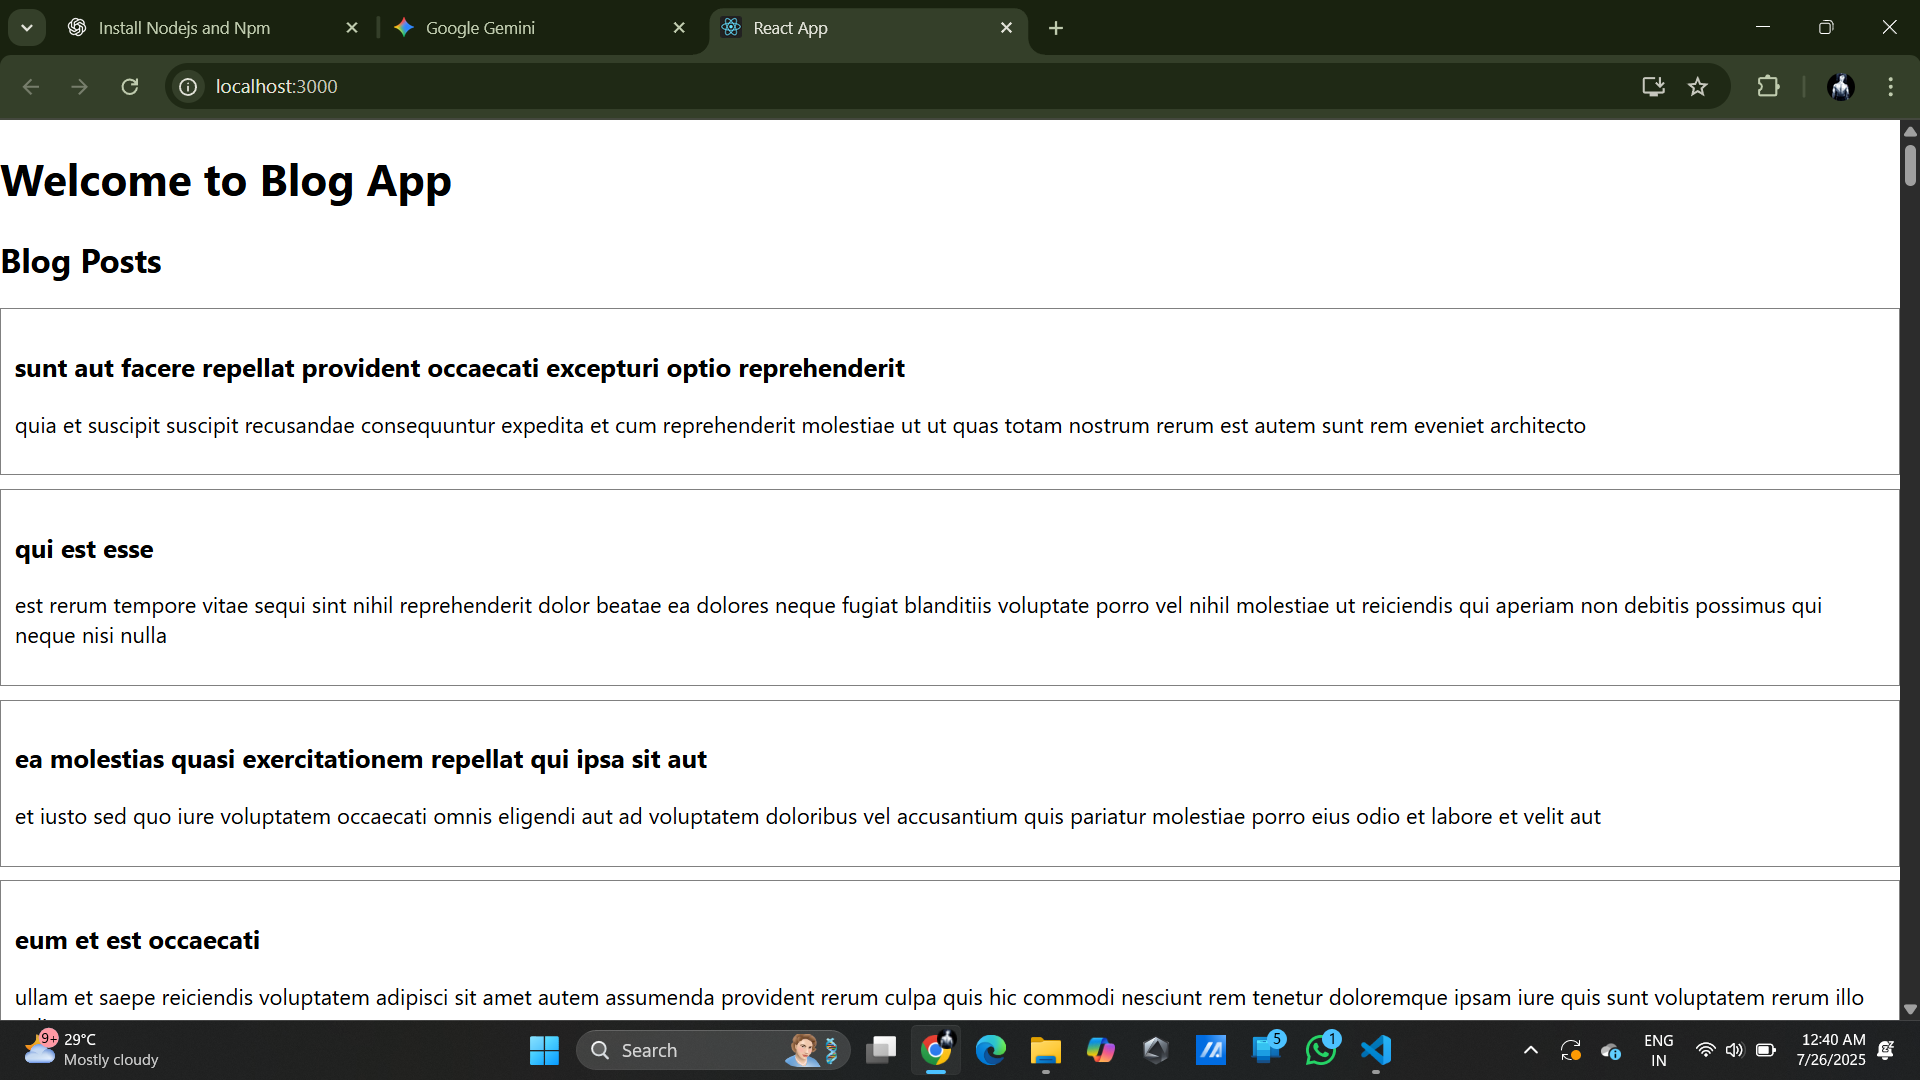 Install Nodejs and Npm
Google Gemini
React App
localhost:3000
Welcome to Blog App
Blog Posts
sunt aut facere repellat provident occaecati excepturi optio reprehenderit
quia et suscipit suscipit recusandae consequuntur expedita et cum reprehenderit molestiae ut ut quas totam nostrum rerum est autem sunt rem eveniet architecto
qui est esse
est rerum tempore vitae sequi sint nihil reprehenderit dolor beatae ea dolores neque fugiat blanditiis voluptate porro vel nihil molestiae ut reiciendis qui aperiam non debitis possimus qui
neque nisi nulla
ea molestias quasi exercitationem repellat qui ipsa sit aut
et iusto sed quo iure voluptatem occaecati omnis eligendi aut ad voluptatem doloribus vel accusantium quis pariatur molestiae porro eius odio et labore et velit aut
eum et est occaecati
ullam et saepe reiciendis voluptatem adipisci sit amet autem assumenda provident rerum culpa quis hic commodi nesciunt rem tenetur doloremque ipsam iure quis sunt voluptatem rerum illo
9+
29°C
Mostly cloudy
Search
5
1
ENG
IN
12:40 AM
7/26/2025